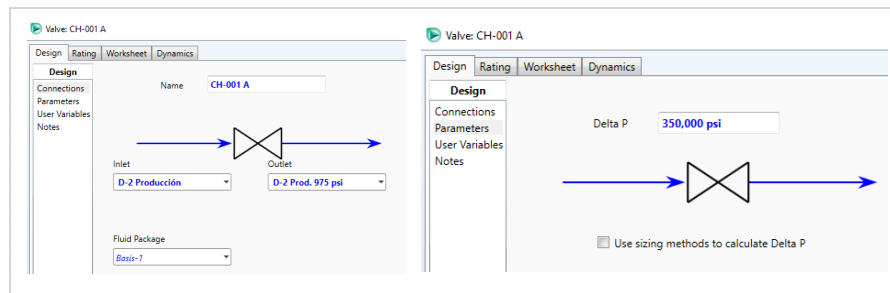 Valve: CH-001 A
Design Rating Worksheet Dynamics
Design
Connections
Parameters
User Variables
Notes
Name CH-001 A
Inlet
Outlet
D-2 Producción
D-2 Prod. 975 psi
Fluid Package
Basis-1
Valve: CH-001 A
Design Rating Worksheet Dynamics
Design
Connections
Parameters
User Variables
Notes
Delta P 350,000 psi
Use sizing methods to calculate Delta P